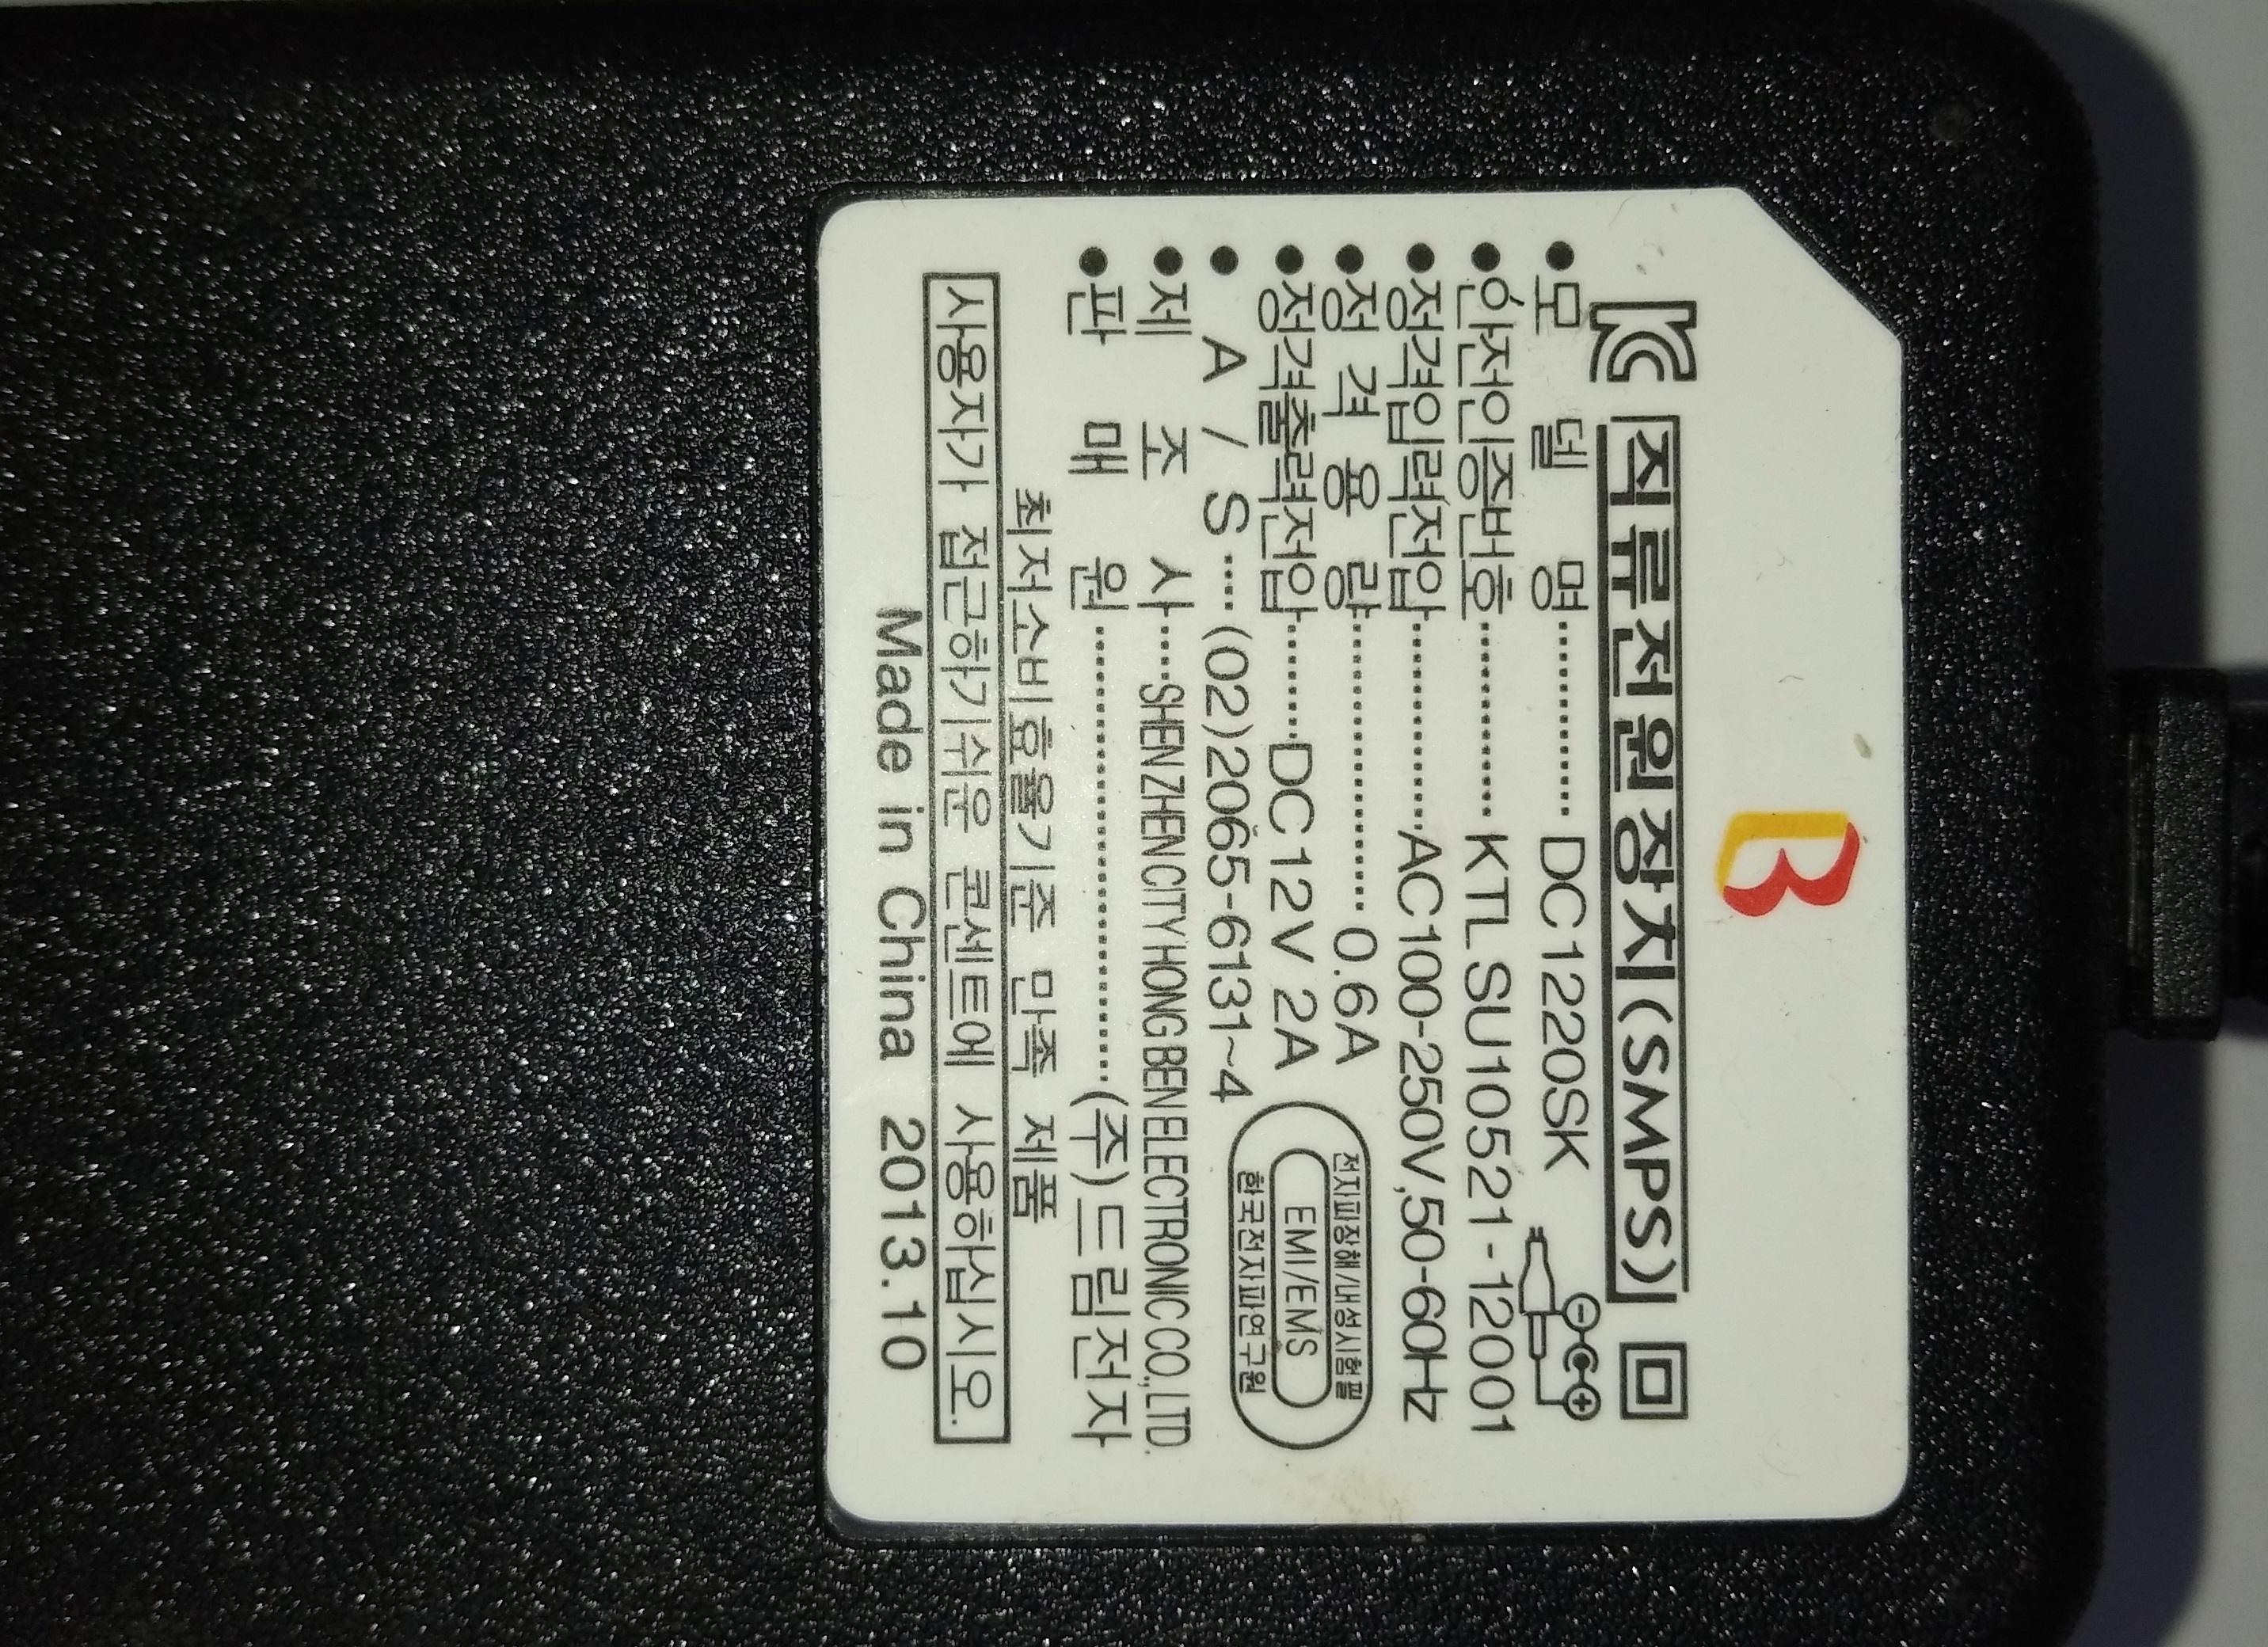 B
KC 직류전원장치(SMPS)
●모 델 명 ........... DC1220SK
●안전인증번호 ........... KTL SU10521-12001
●정격입력전압 ............ AC100-250V,50-60Hz
●정 격 용 량 ................ 0.6A
●정격출력전압 ....... DC 12V 2A
● A / S .... (02)2065-6131~4
●제 조 사 .... SHEN ZHEN CITY HONG BEN ELECTRONIC CO., LTD.
●판 매 원 .......................... (주)드림전자
전자파장해/내성시험필
EMI/EMS
한국전자파연구원
최저소비효율기준 만족 제품
사용자가 접근하기쉬운 콘센트에 사용하십시오.
Made in China 2013.10